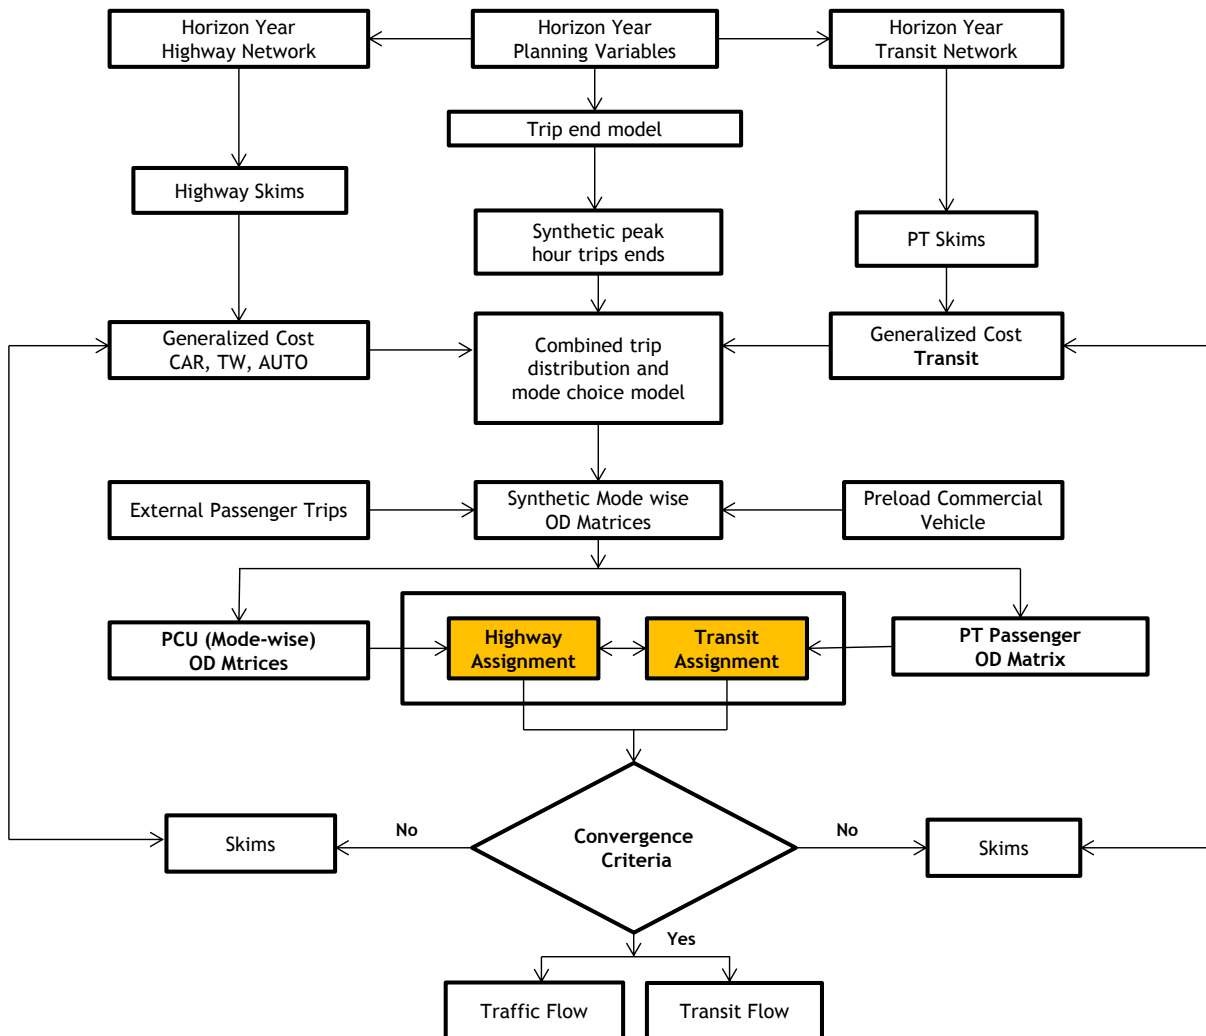 Horizon Year
Highway Network
Horizon Year
Planning Variables
Horizon Year
Transit Network
Trip end model
Highway Skims
Synthetic peak
hour trips ends
PT Skims
Generalized Cost
CAR, TW, AUTO
Combined trip
distribution and
mode choice model
Generalized Cost
Transit
External Passenger Trips
Synthetic Mode wise
OD Matrices
Preload Commercial
Vehicle
PCU (Mode-wise)
OD Mtrices
Highway
Assignment
Transit
Assignment
PT Passenger
OD Matrix
Skims
No
Convergence
Criteria
No
Skims
Yes
Traffic Flow
Transit Flow